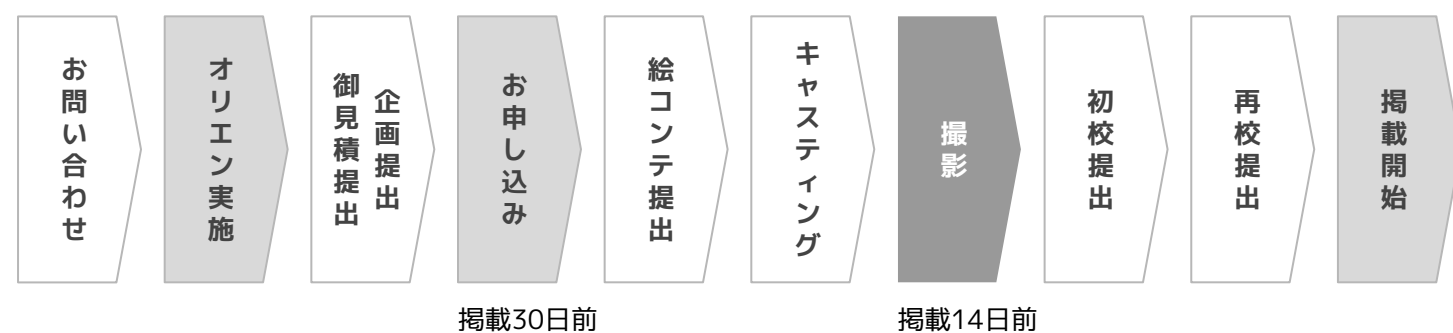 お問い合わせ
オリエン実施
企画提出
御見積提出
お申し込み
絵コンテ提出
キャスティング
撮影
初校提出
再校提出
掲載開始
掲載30日前
掲載14日前